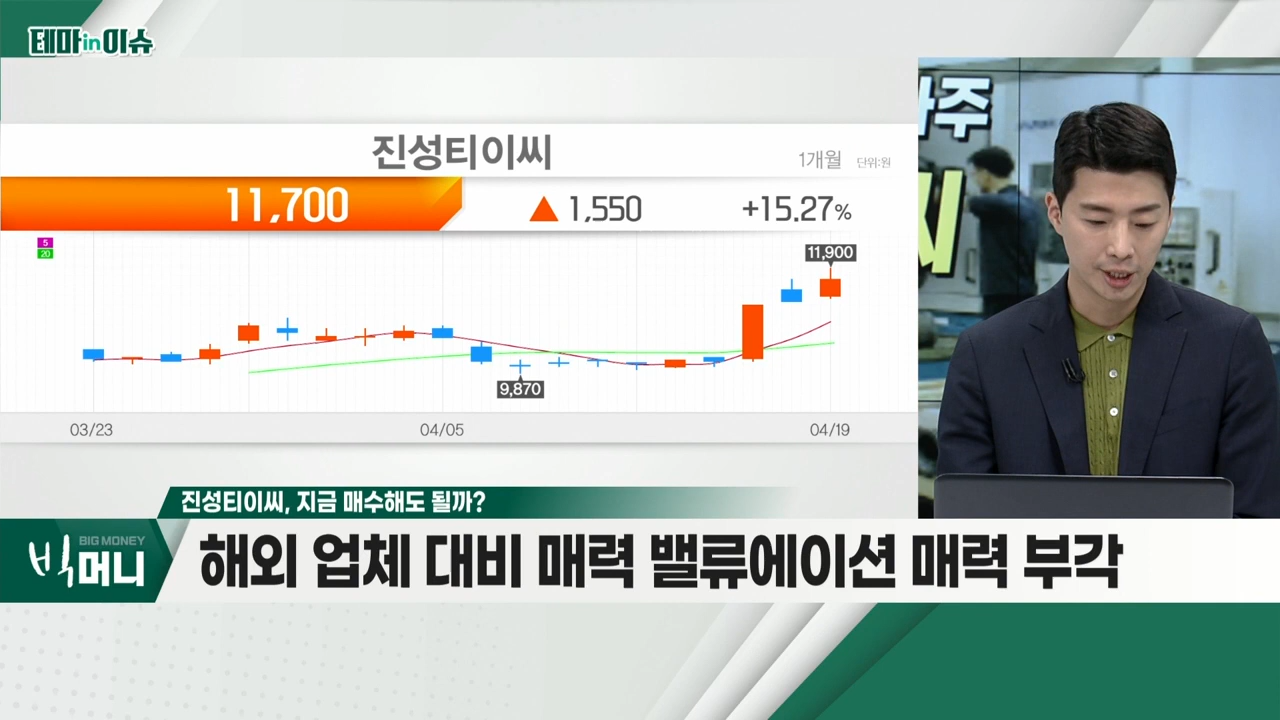 테마in이슈
진성티이씨
1개월 단위:원
11,700 ▲ 1,550 +15.27%
5
20
11,900
9,870
03/23 04/05 04/19
진성티이씨, 지금 매수해도 될까?
BIG MONEY
빅머니
해외 업체 대비 매력 밸류에이션 매력 부각